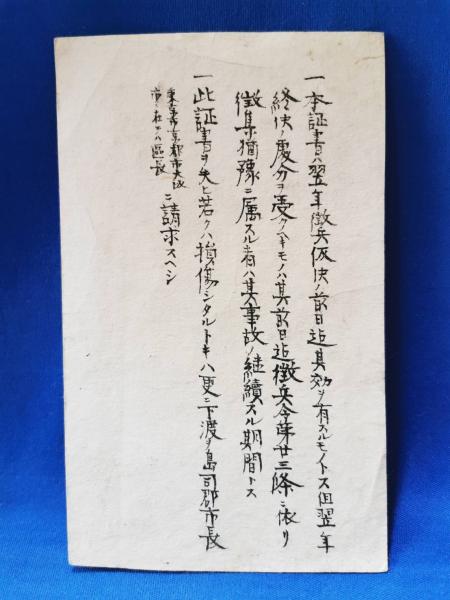 一本証書ハ翌年徴兵仮決ノ前日迄其効ヲ有スルモノトス但翌年
終決ノ處分ヲ受クヘキモノハ其前日迄徴兵令第廿三條ニ依リ
徴集猶豫ニ属スル者ハ其事故ノ継續スル期間トス
一此証書ヲ失ヒ若クハ損傷シタルトキハ更ニ下渡ヲ島司郡市長
東京市京都市大阪
市ニ在テハ區長
ニ請求スヘシ